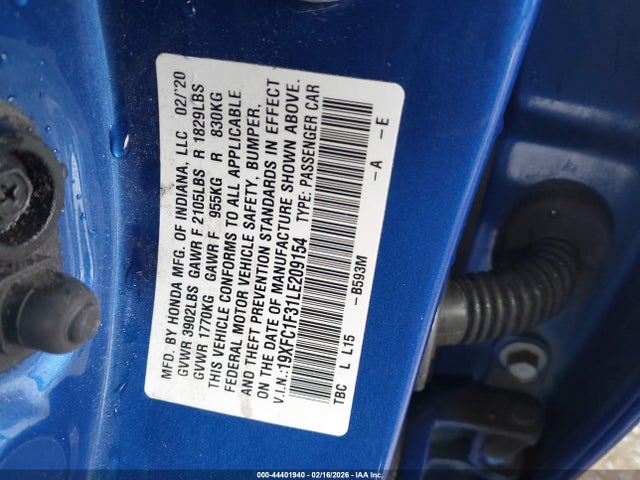 MFD. BY HONDA MFG. OF INDIANA, LLC 02/'20
GVWR 3902LBS GAWR F 2105LBS R 1829LBS
GVWR 1770KG GAWR F 955KG R 830KG
THIS VEHICLE CONFORMS TO ALL APPLICABLE
FEDERAL MOTOR VEHICLE SAFETY, BUMPER,
AND THEFT PREVENTION STANDARDS IN EFFECT
ON THE DATE OF MANUFACTURE SHOWN ABOVE.
V.I.N.: 19XFC1F31LE209154 TYPE: PASSENGER CAR
TBC L L15 -B593M -A -E
000-44401940 - 02/16/2026 - IAA Inc.